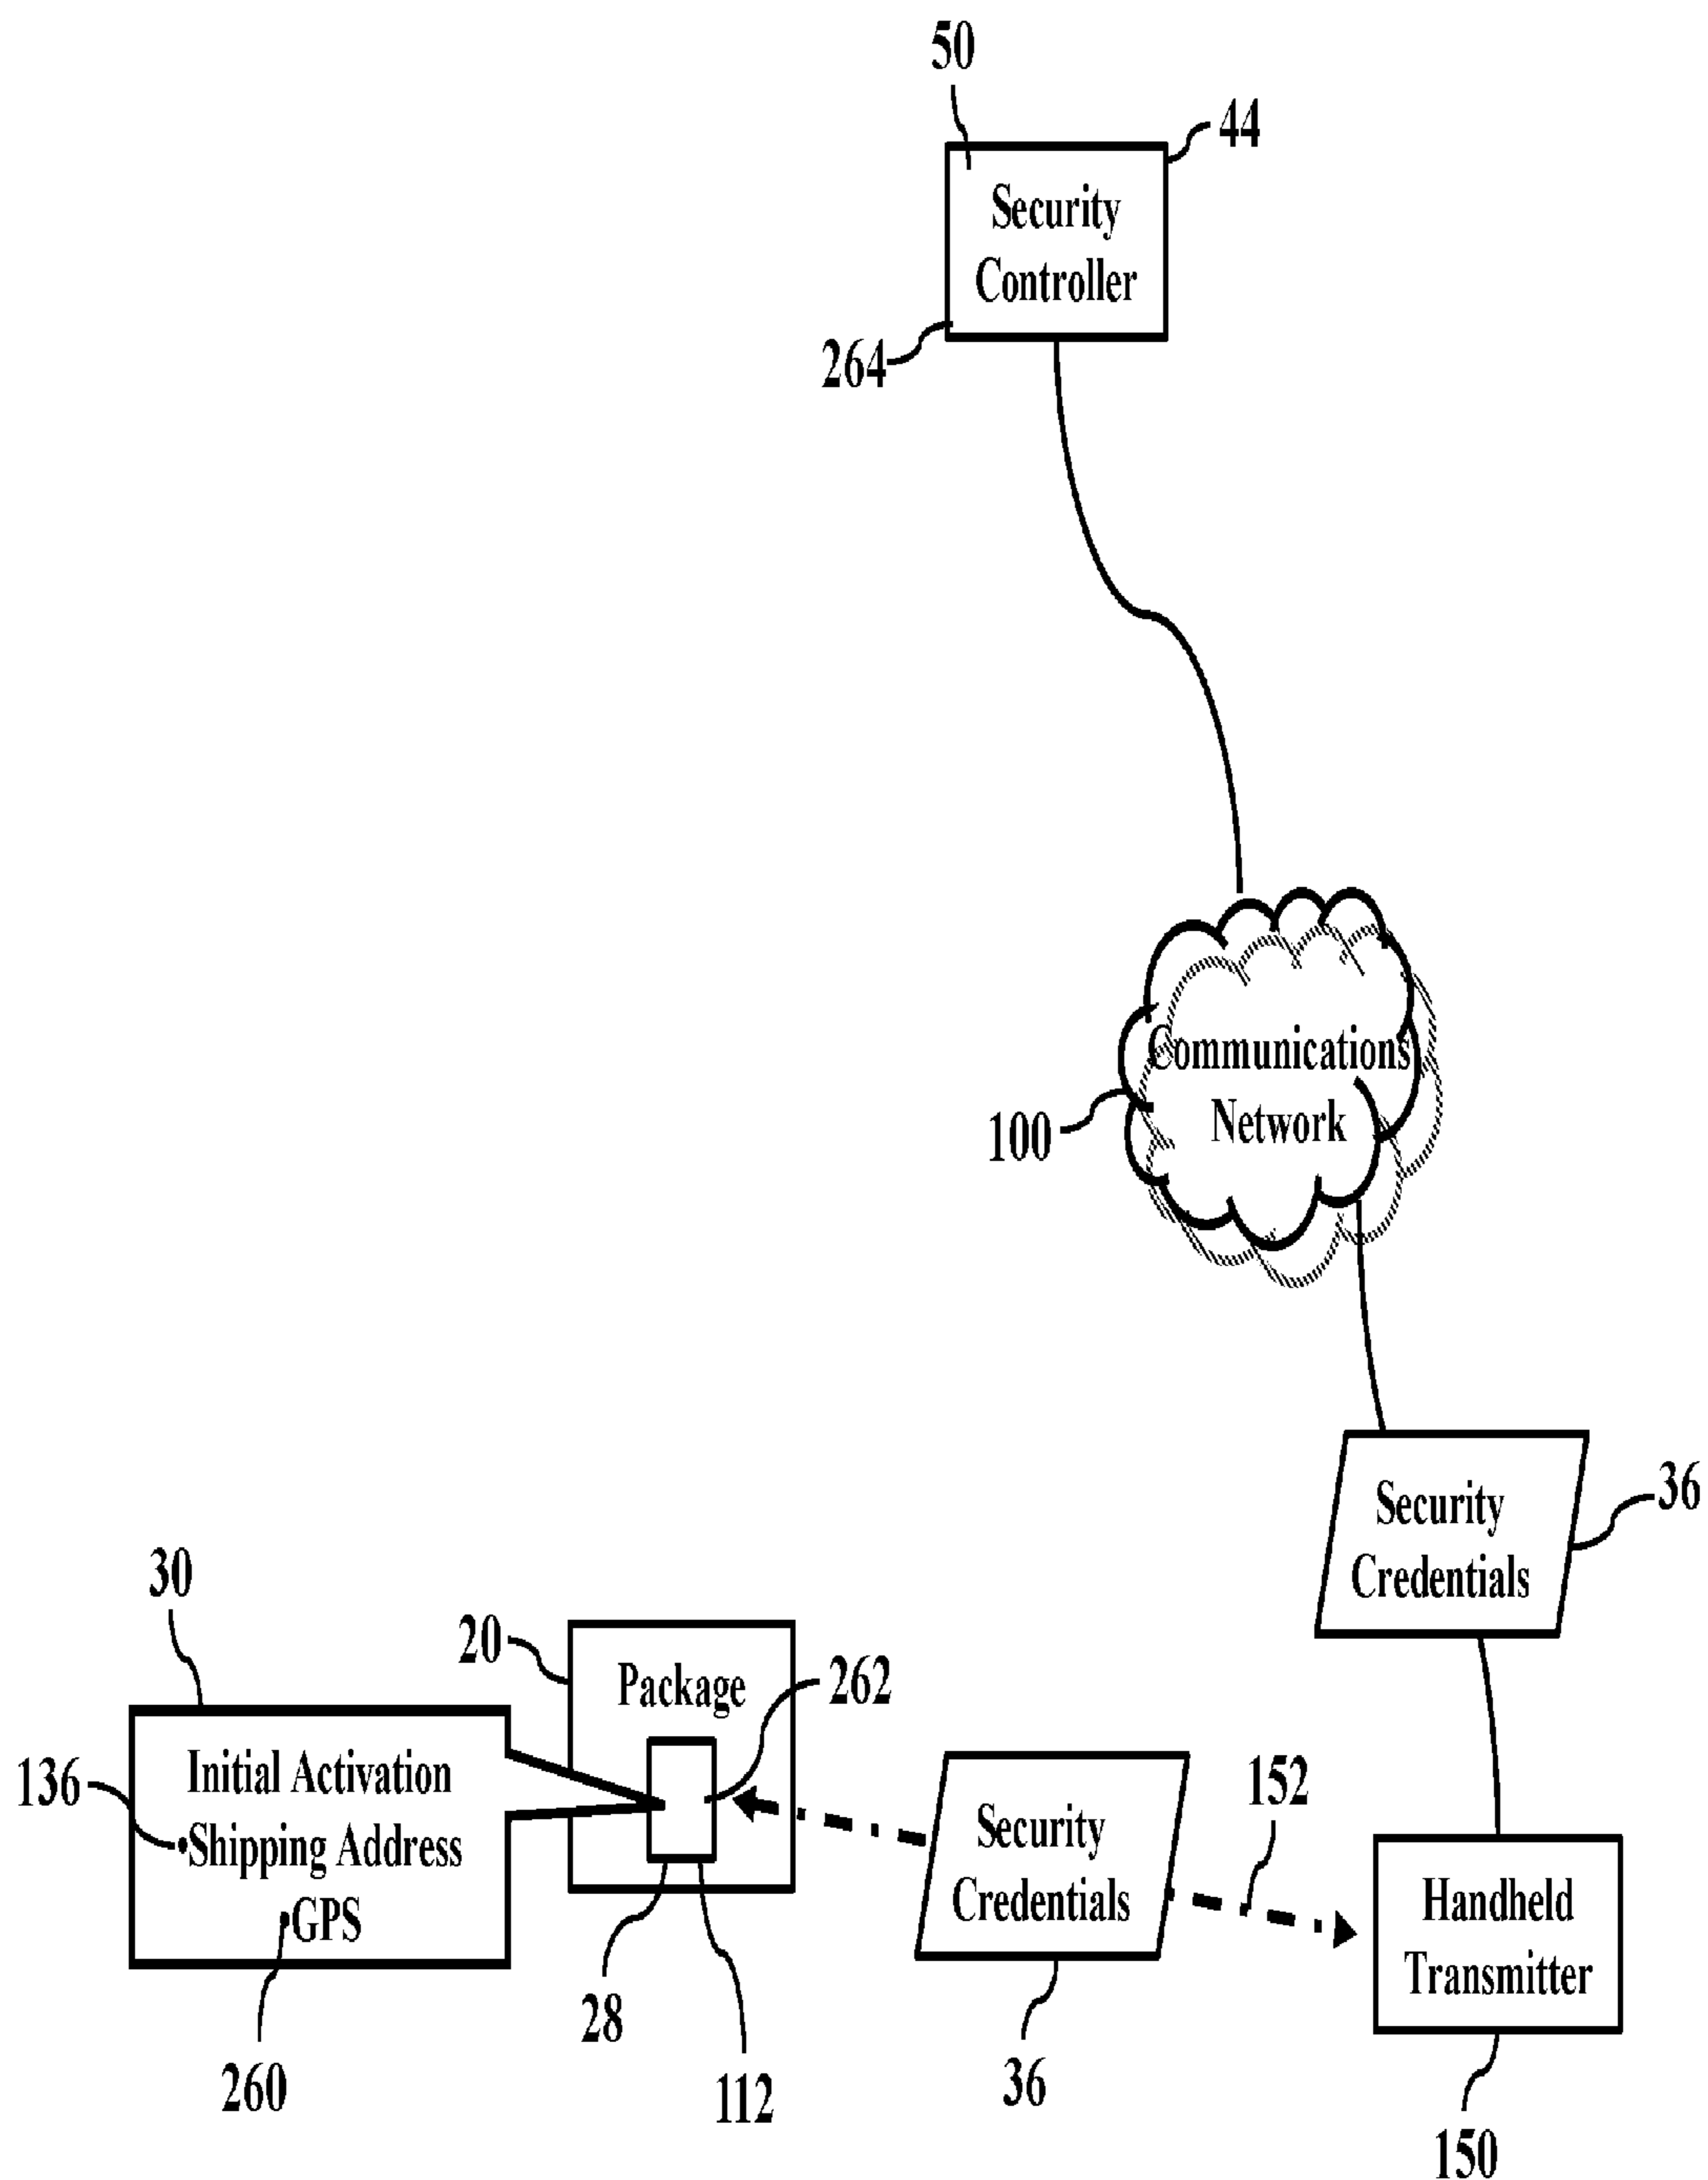 50
44
Security
Controller
264
Communications
Network
100
Security
Credentials
36
30
20
Package
262
Initial Activation
136
•Shipping Address
•GPS
Security
Credentials
152
Handheld
Transmitter
28
260
112
36
150